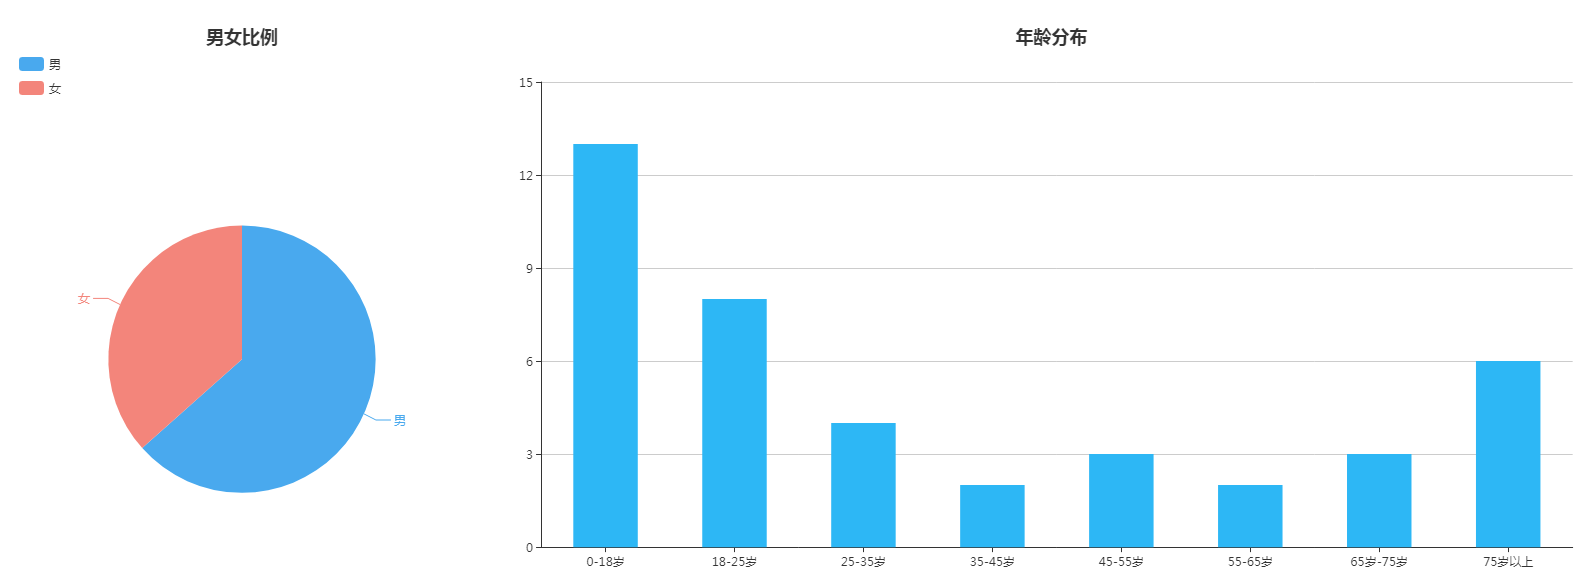 男女比例
男
女
女
男
年龄分布
15
12
9
6
3
0
0-18岁
18-25岁
25-35岁
35-45岁
45-55岁
55-65岁
65岁-75岁
75岁以上